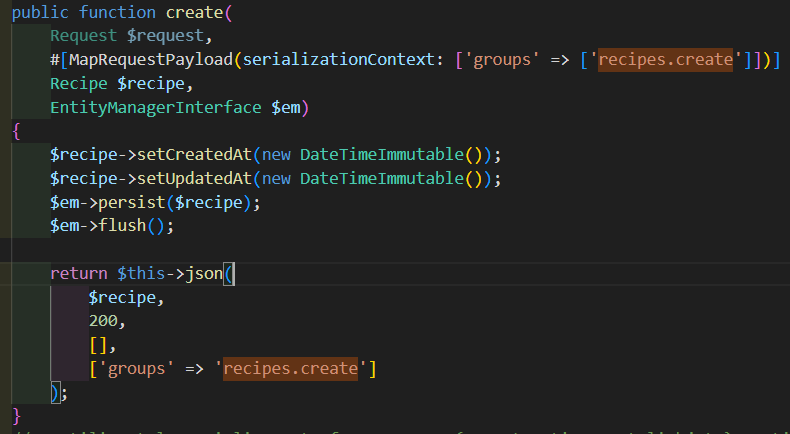 public function create(
Request $request,
#[MapRequestPayload(serializationContext: ['groups' => ['recipes.create']])]
Recipe $recipe,
EntityManagerInterface $em)
{
$recipe->setCreatedAt(new DateTimeImmutable());
$recipe->setUpdatedAt(new DateTimeImmutable());
$em->persist($recipe);
$em->flush();
return $this->json(
$recipe,
200,
[],
['groups' => 'recipes.create']
);
}